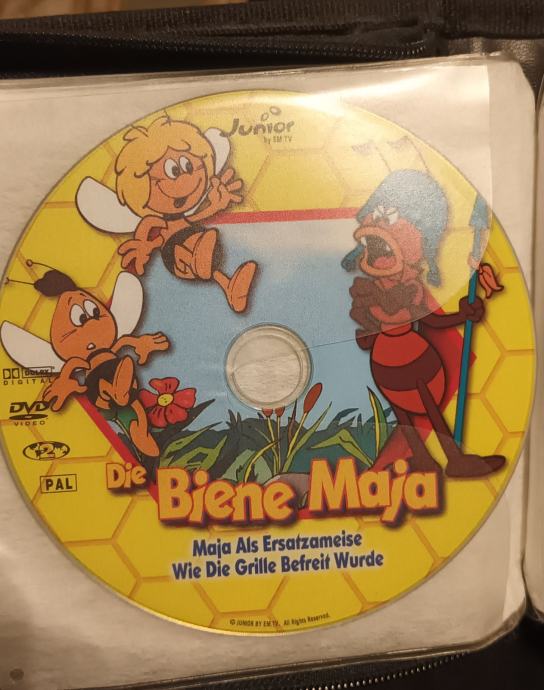 Junior
by EM.TV
DOLBY
DIGITAL
DVD
VIDEO
2
PAL
Die
Biene Maja
Maja Als Ersatzameise
Wie Die Grille Befreit Wurde
© JUNIOR BY EM.TV. All Rights Reserved.